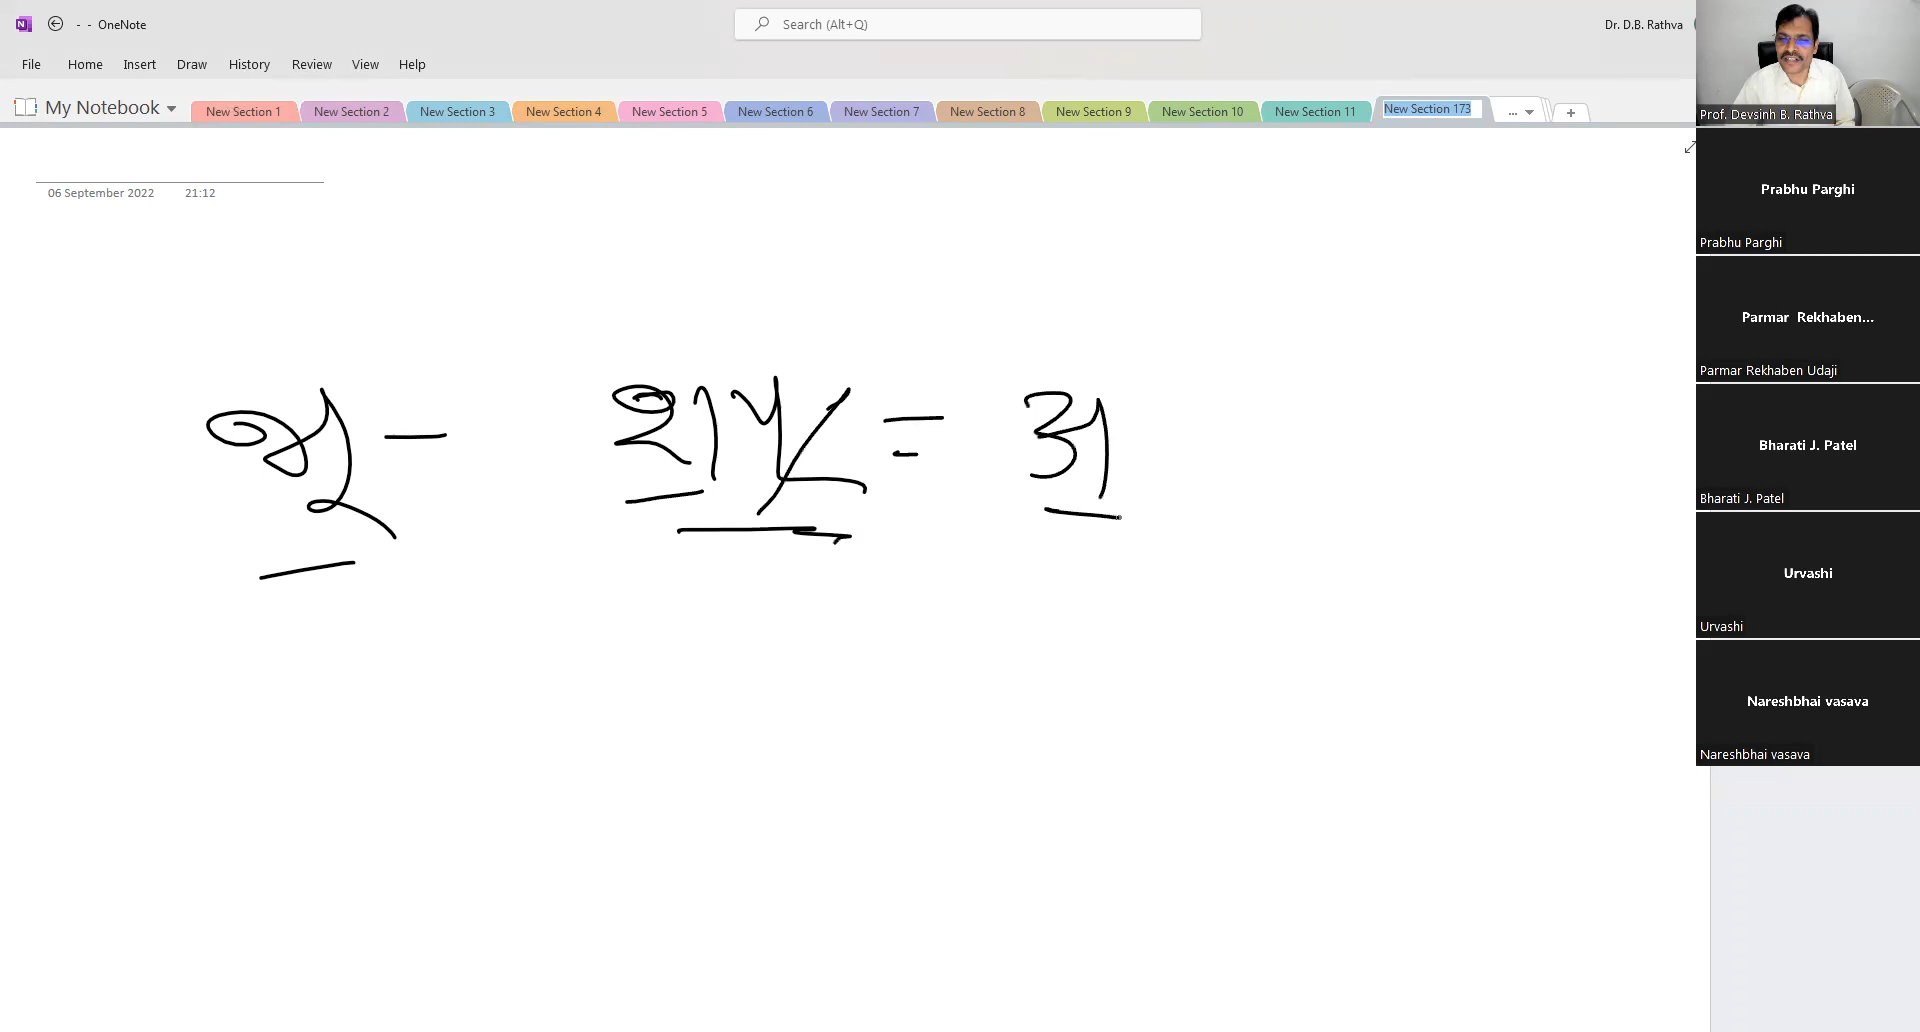 - - OneNote
Search (Alt+Q)
Dr. D.B. Rathva
File Home Insert Draw History Review View Help
My Notebook New Section 1 New Section 2 New Section 3 New Section 4 New Section 5 New Section 6 New Section 7 New Section 8 New Section 9 New Section 10 New Section 11 New Section 173 ... +
06 September 2022 21:12
Prof. Devsinh B. Rathva
Prabhu Parghi
Prabhu Parghi
Parmar Rekhaben...
Parmar Rekhaben Udaji
Bharati J. Patel
Bharati J. Patel
Urvashi
Urvashi
Nareshbhai vasava
Nareshbhai vasava